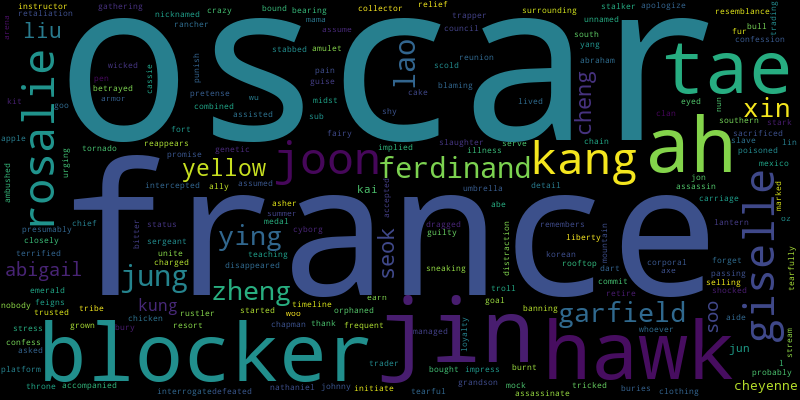 instructor
gathering
crazy
bound
bearing
collector
relief
surrounding
unnamed
resemblance
trading
retaliation
nicknamed
mama
trapper
stalker
apologize
arena
liu
rancher
assume
council
south
fur
bull
oscar
stabbed
amulet
scold
reunion
yang
confession
wicked
cassie
punish
pain
lao
blaming
abraham
tae
rosalie
pen
betrayed
armor
pretense
guise
cake
cheng
eyed
nun
kit
goo
combined
wu
midst
shy
lived
southern
xin
apple
fort
assisted
sub
fairy
slaughter
serve
chain
clan
stark
tornado
reappears
genetic
implied
illness
slave
sacrificed
lin
urging
promise
joon
kang
ah
poisoned
ambushed
yellow
ferdinand
mexico
intercepted
ally
assumed
kai
accepted
umbrella
detail
jon
assassin
marked
france
asher
summer
abe
carriage
giselle
chief
bitter
status
medal
cyborg
dragged
distraction
remembers
liberty
mountain
lantern
oz
presumably
closely
sergeant
ying
guilty
korean
rooftop
forget
terrified
unite
charged
teaching
disappeared
seok
sneaking
dart
corporal
axe
passing
shocked
tearfully
abigail
jung
troll
commit
selling
emerald
feigns
zheng
timeline
earn
goal
retire
nobody
trusted
tribe
kung
rustler
started
woo
orphaned
jin
banning
garfield
soo
aide
stress
grown
bury
chicken
resort
chapman
thank
frequent
managed
loyalty
hawk
whoever
stream
confess
asked
blocker
jun
i
platform
trader
bought
impress
burnt
tricked
probably
throne
accompanied
interrogated
defeated
nathaniel
johnny
initiate
tearful
grandson
mock
assassinate
buries
clothing
cheyenne